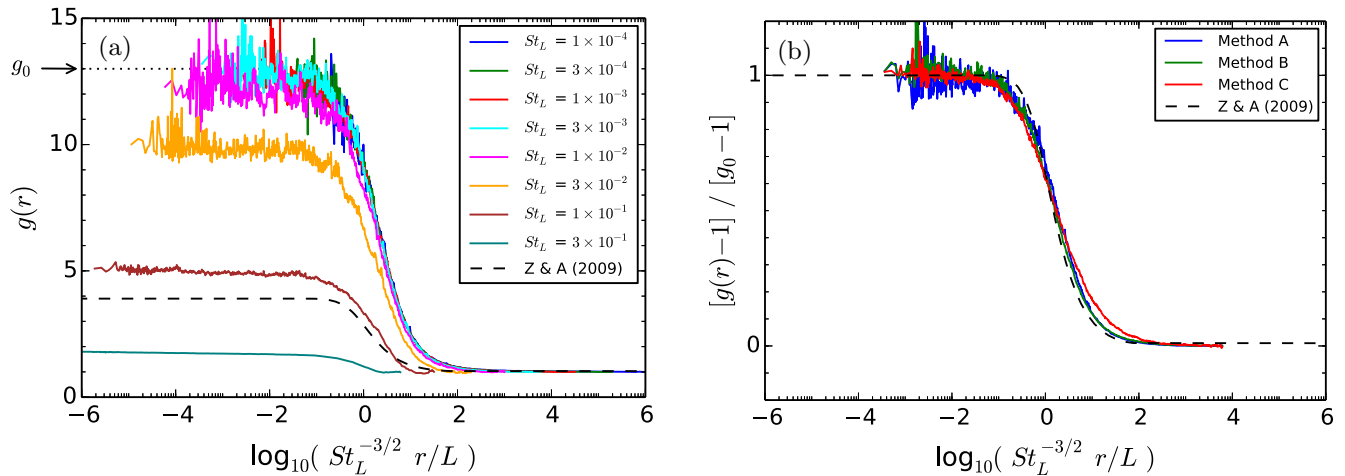 (a)
15
g₀
10
5
0
g(r)
St_L = 1 × 10⁻⁴
St_L = 3 × 10⁻⁴
St_L = 1 × 10⁻³
St_L = 3 × 10⁻³
St_L = 1 × 10⁻²
St_L = 3 × 10⁻²
St_L = 1 × 10⁻¹
St_L = 3 × 10⁻¹
Z & A (2009)
−6 −4 −2 0 2 4 6
log₁₀( St_L^{−3/2} r/L )
(b)
1
0
[g(r)−1] / [g₀−1]
Method A
Method B
Method C
Z & A (2009)
−6 −4 −2 0 2 4 6
log₁₀( St_L^{−3/2} r/L )